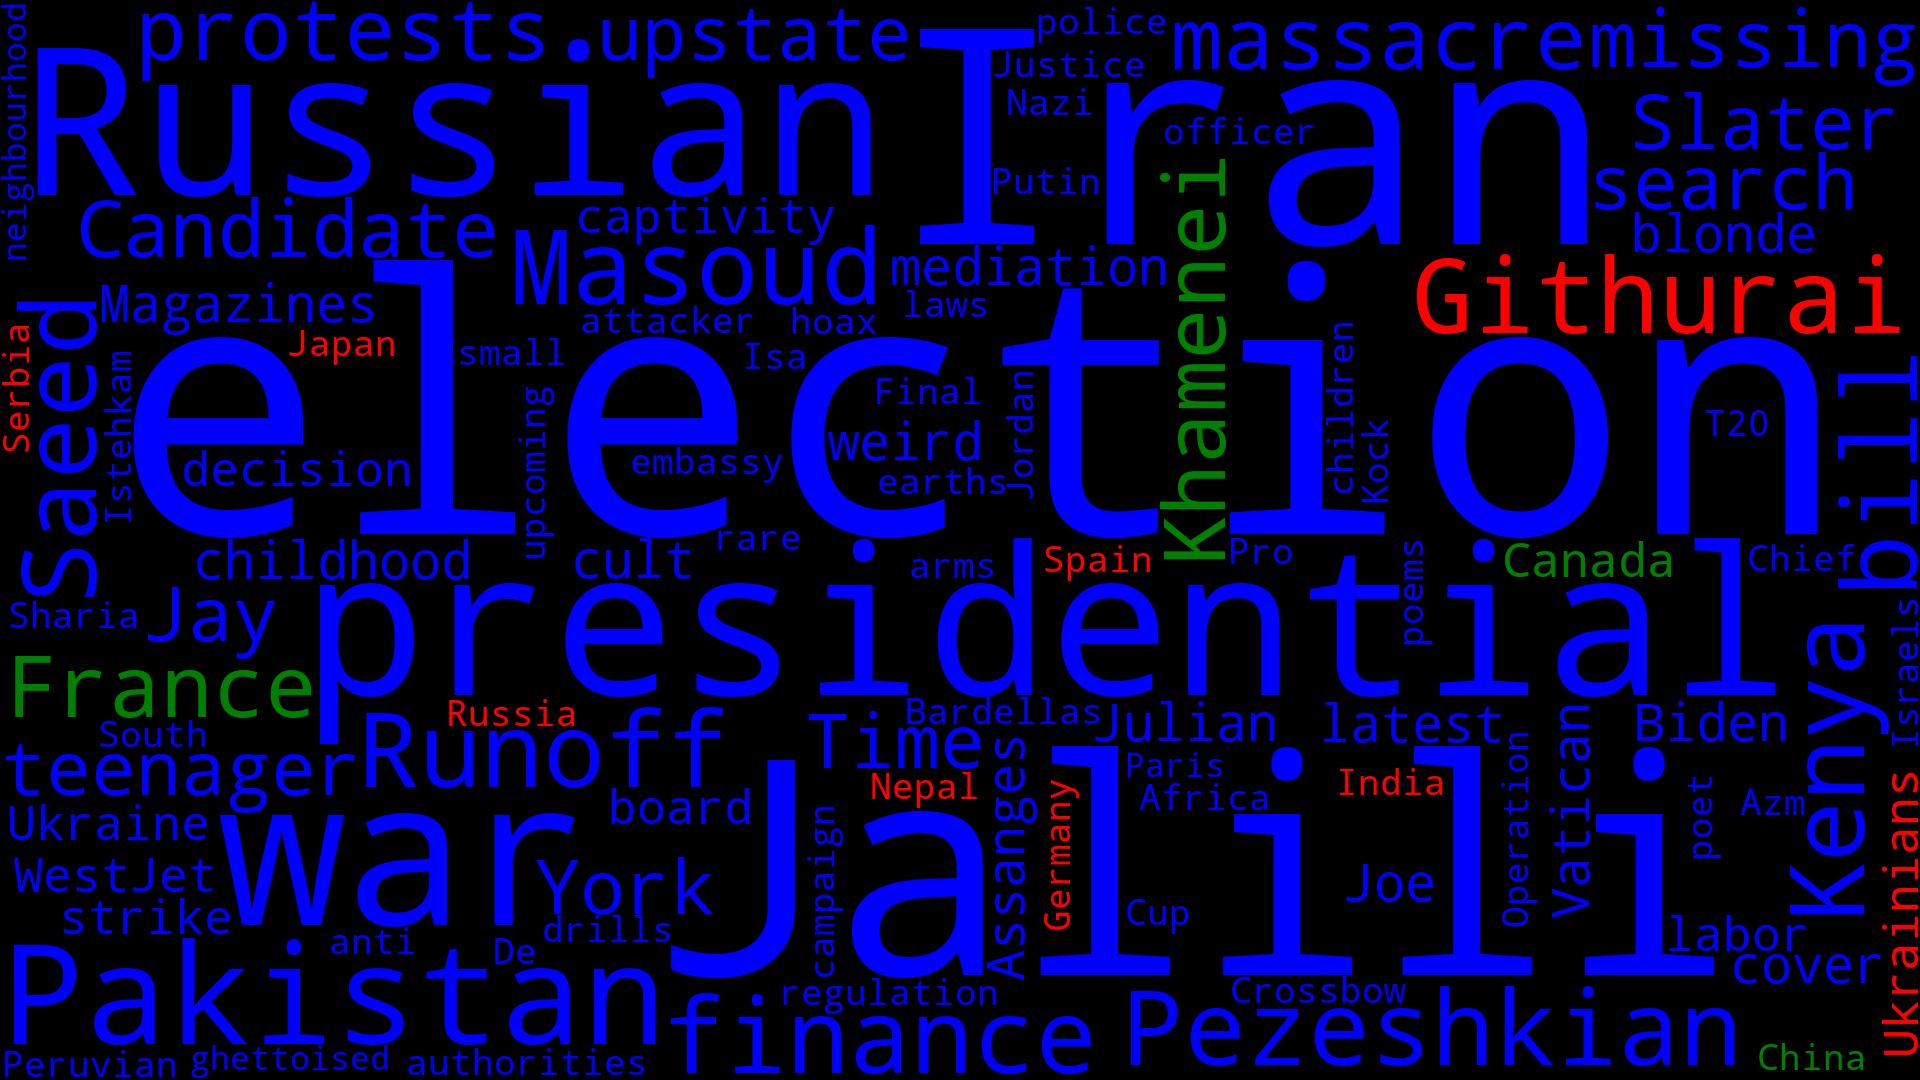 neighbourhood
protests
upstate
police
massacre
missing
Russian
Iran
Justice
Nazi
officer
Slater
Putin
search
Candidate
captivity
Masoud
mediation
Khamenei
blonde
Githurai
Magazines
attacker
hoax
laws
Saeed
Serbia
Japan
small
Isa
election
Istehkam
upcoming
Final
Jordan
children
Kock
T20
bill
decision
embassy
weird
earths
childhood
cult
rare
arms
Spain
Pro
poems
Canada
Chief
Sharia
Jay
presidential
Kenya
Israels
France
South
Russia
Bardellas
Julian
latest
Biden
teenager
Runoff
Time
Assanges
Nepal
Germany
Paris
Africa
India
Operation
Vatican
poet
Azm
Ukraine
war
board
Jalili
WestJet
York
campaign
Cup
Joe
Ukrainians
strike
drills
anti
De
labor
cover
Pakistan
regulation
Crossbow
finance
Pezeshkian
Peruvian
ghettoised
authorities
China